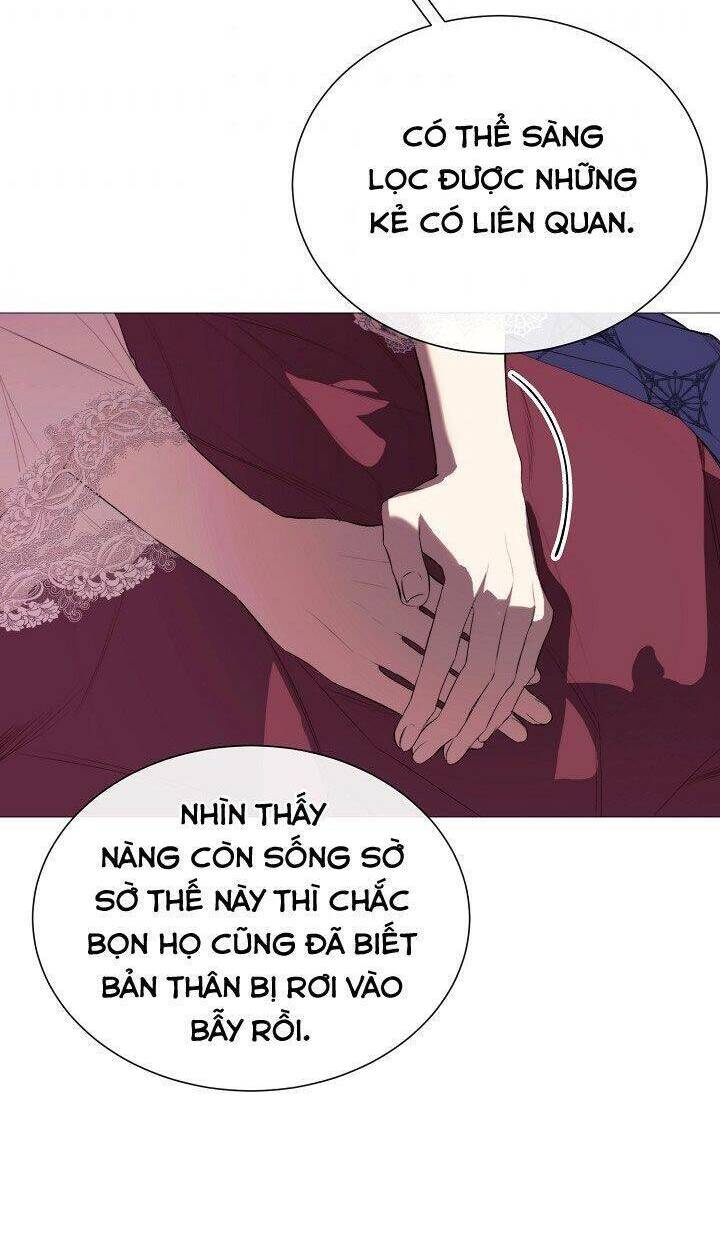 CÓ THỂ SÀNG
LỌC ĐƯỢC NHỮNG
KẺ CÓ LIÊN QUAN.
NHÌN THẤY
NÀNG CÒN SỐNG SỜ
SỜ THẾ NÀY THÌ CHẮC
BỌN HỌ CŨNG ĐÃ BIẾT
BẢN THÂN BỊ RƠI VÀO
BẪY RỒI.